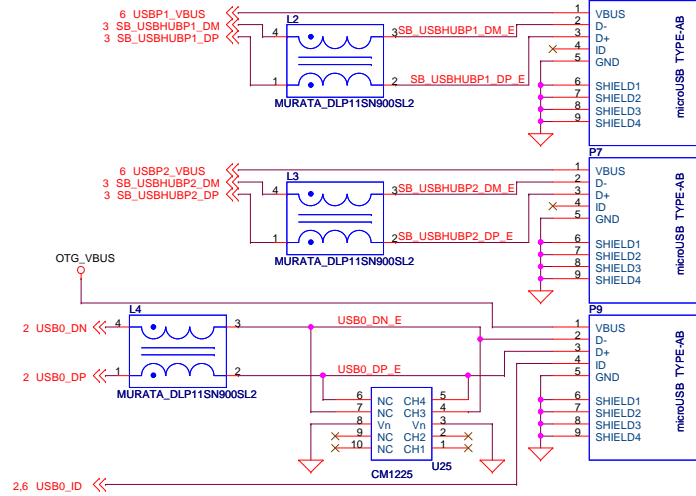 6 USBP1_VBUS
3 SB_USBHUBP1_DM
3 SB_USBHUBP1_DP
L2
4 3 SB_USBHUBP1_DM_E
1 2 SB_USBHUBP1_DP_E
MURATA_DLP11SN900SL2
1 VBUS
2 D-
3 D+
4 ID
5 GND
6 SHIELD1
7 SHIELD2
8 SHIELD3
9 SHIELD4
microUSB TYPE-AB
P7
6 USBP2_VBUS
3 SB_USBHUBP2_DM
3 SB_USBHUBP2_DP
L3
4 3 SB_USBHUBP2_DM_E
1 2 SB_USBHUBP2_DP_E
MURATA_DLP11SN900SL2
1 VBUS
2 D-
3 D+
4 ID
5 GND
6 SHIELD1
7 SHIELD2
8 SHIELD3
9 SHIELD4
microUSB TYPE-AB
OTG_VBUS
P9
L4
2 USB0_DN 4 3 USB0_DN_E
2 USB0_DP 1 2 USB0_DP_E
MURATA_DLP11SN900SL2
1 VBUS
2 D-
3 D+
4 ID
5 GND
6 SHIELD1
7 SHIELD2
8 SHIELD3
9 SHIELD4
microUSB TYPE-AB
6 NC CH4 5
7 NC CH3 4
8 Vn Vn 3
9 NC CH2 2
10 NC CH1 1
CM1225
U25
2,6 USB0_ID